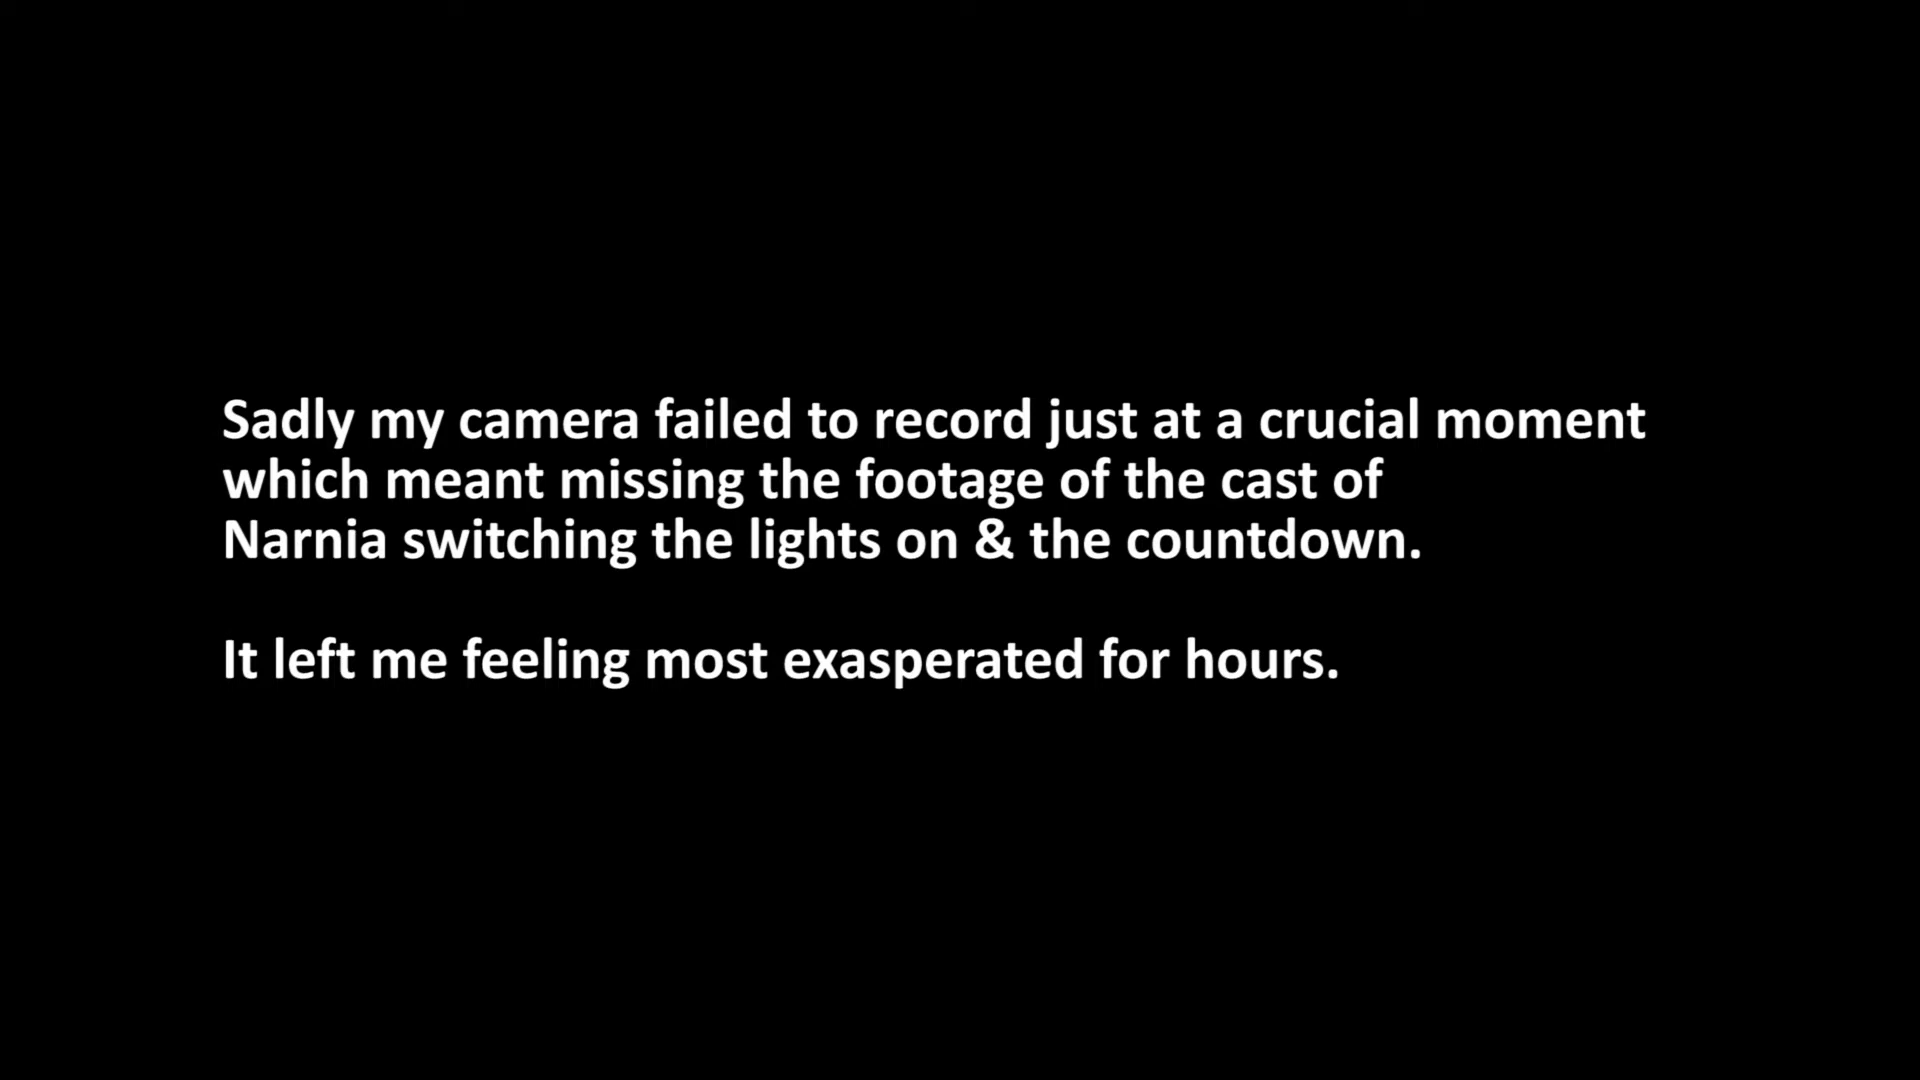 Sadly my camera failed to record just at a crucial moment
which meant missing the footage of the cast of
Narnia switching the lights on & the countdown.
It left me feeling most exasperated for hours.